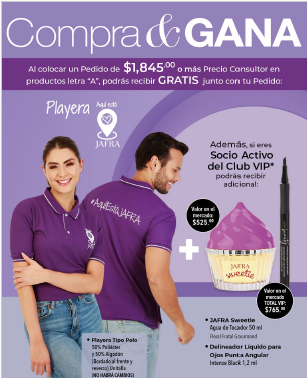 Compra & GANA
Al colocar un Pedido de $1,845.00 o más Precio Consultor en
productos letra "A", podrás recibir GRATIS junto con tu Pedido:
Playera
Aquí está
JAFRA
Además, si eres
Socio Activo
del Club VIP*
podrás recibir
adicional:
#AquíEstáJAFRA
Valor en el
mercado:
$529.00
+
JAFRA
Sweetie
Valor en el
mercado
TOTAL VIP:
$765.00
• Playera Tipo Polo
50% Poliéster
y 50% Algodón
(Bordado al frente y
reverso) Unitalla
(NO HABRÁ CAMBIOS)
• JAFRA Sweetie
Agua de Tocador 50 ml
Floral Frutal Gourmand
• Delineador Líquido para
Ojos Punta Angular
Intense Black 1,2 ml